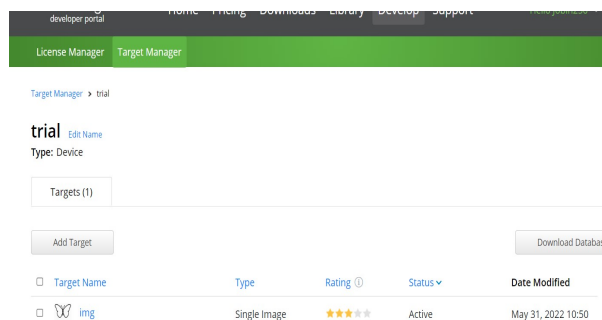 developer portal
Home Pricing Downloads Library Develop Support
License Manager Target Manager
Target Manager > trial
trial Edit Name
Type: Device
Targets (1)
Add Target Download Databas
Target Name Type Rating Status Date Modified
img Single Image Active May 31, 2022 10:50